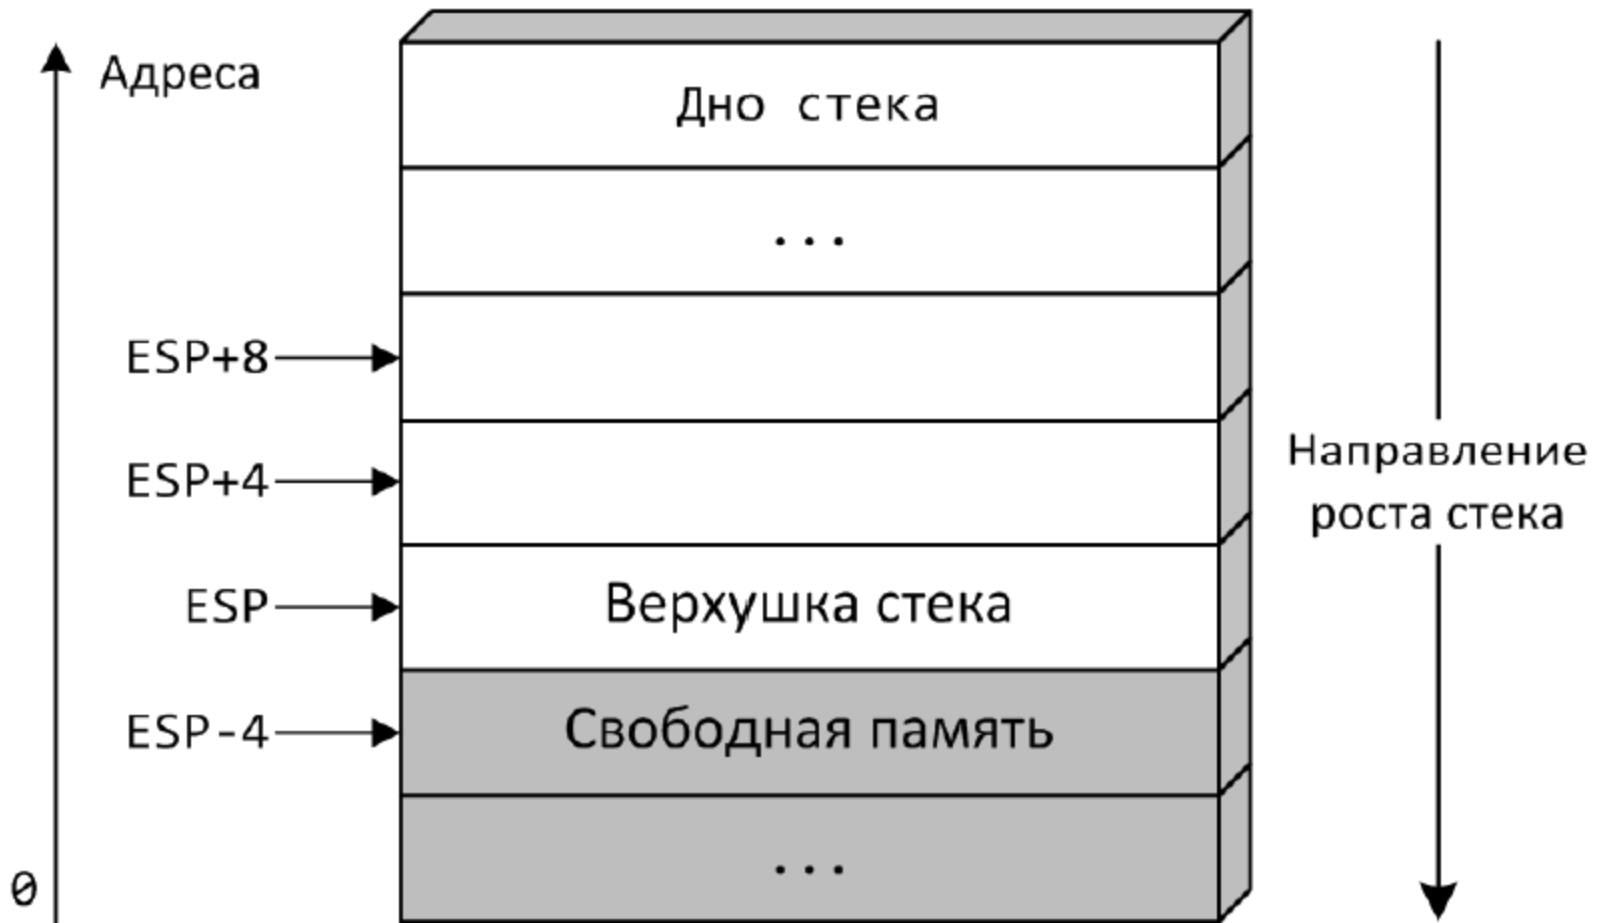 Адреса
Дно стека
...
ESP+8
ESP+4
Направление
роста стека
ESP
Верхушка стека
ESP-4
Свободная память
...
0